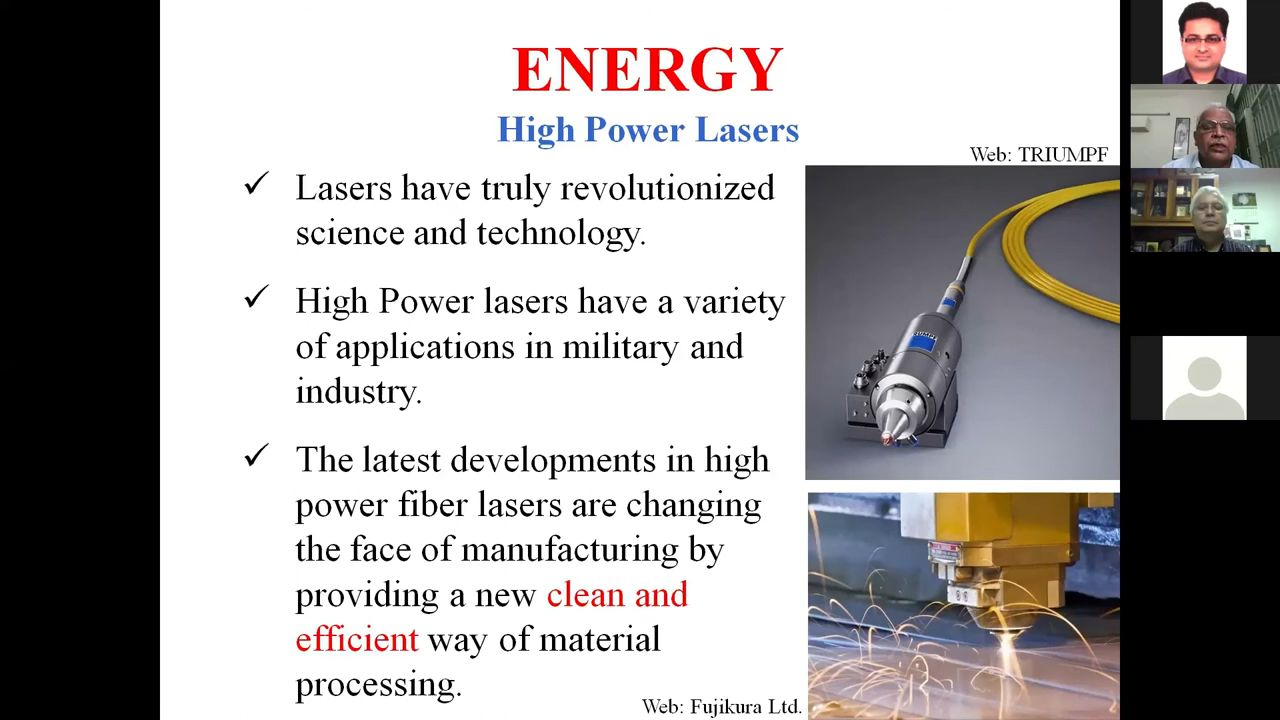 ENERGY
High Power Lasers
Web: TRIUMPF
✓ Lasers have truly revolutionized
science and technology.
✓ High Power lasers have a variety
of applications in military and
industry.
✓ The latest developments in high
power fiber lasers are changing
the face of manufacturing by
providing a new clean and
efficient way of material
processing.
Web: Fujikura Ltd.